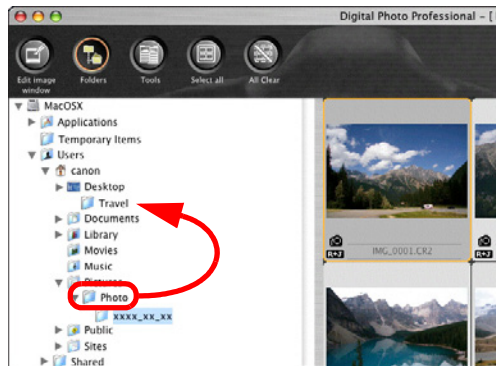 Digital Photo Professional – [
Edit image
window
Folders
Tools
Select all
All Clear
MacOSX
Applications
Temporary Items
Users
canon
Desktop
Travel
Documents
Library
Movies
Music
Pictures
Photo
xxxx_xx_xx
Public
Sites
Shared
R+J
IMG_0001.CR2
R+J